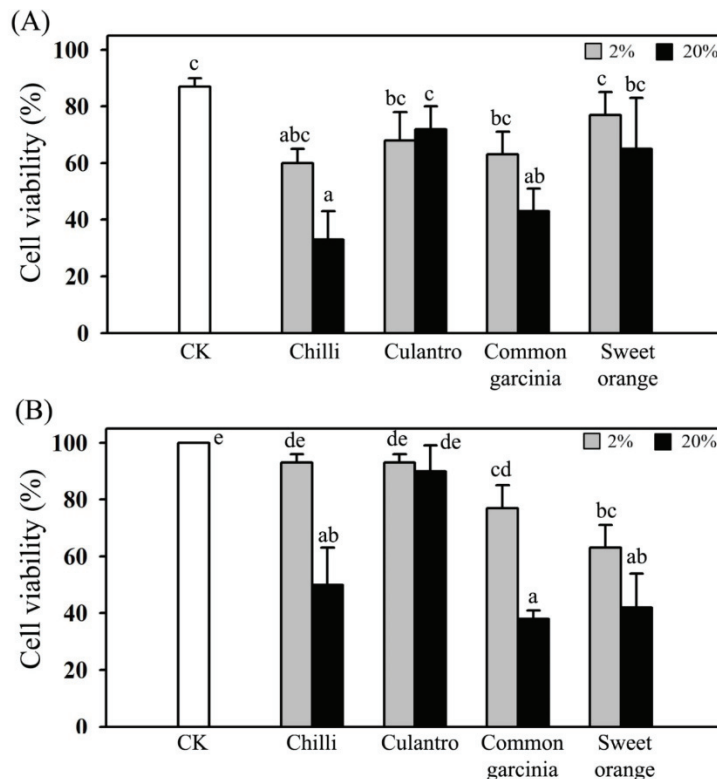 (A)
Cell viability (%)
100
80
60
40
20
0
2% 20%
c
abc
a
bc
c
bc
ab
c
bc
CK Chilli Culantro Common garcinia Sweet orange
(B)
Cell viability (%)
100
80
60
40
20
0
2% 20%
e
de
ab
de
de
cd
a
bc
ab
CK Chilli Culantro Common garcinia Sweet orange